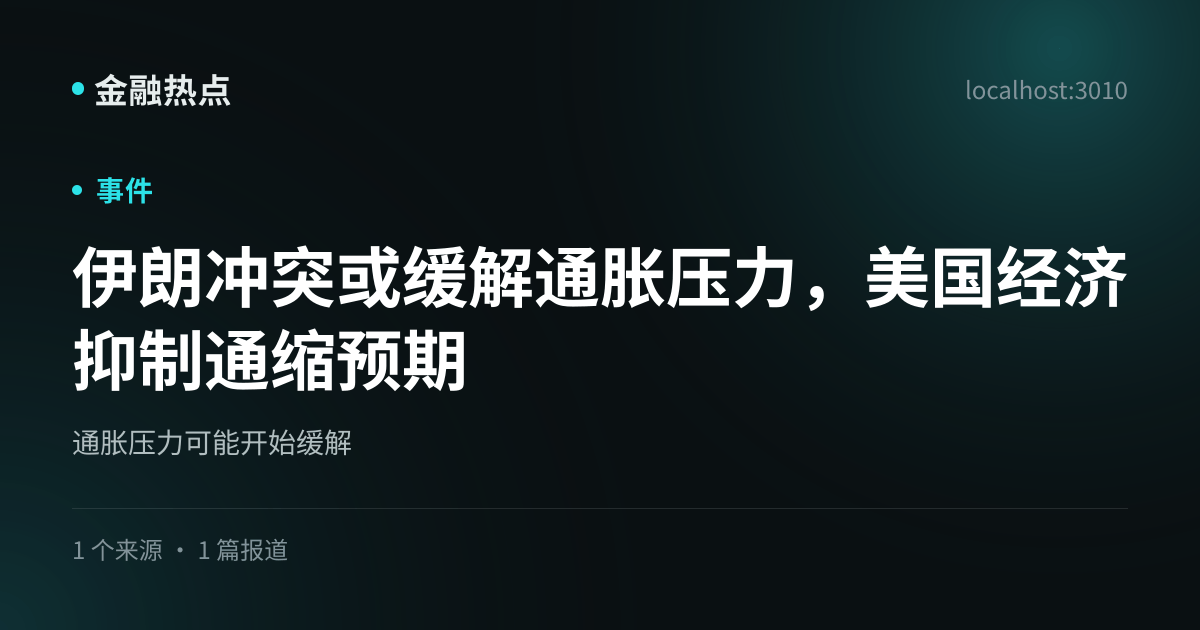 金融热点
localhost:3010
事件
伊朗冲突或缓解通胀压力，美国经济
抑制通缩预期
通胀压力可能开始缓解
1 个来源 · 1 篇报道